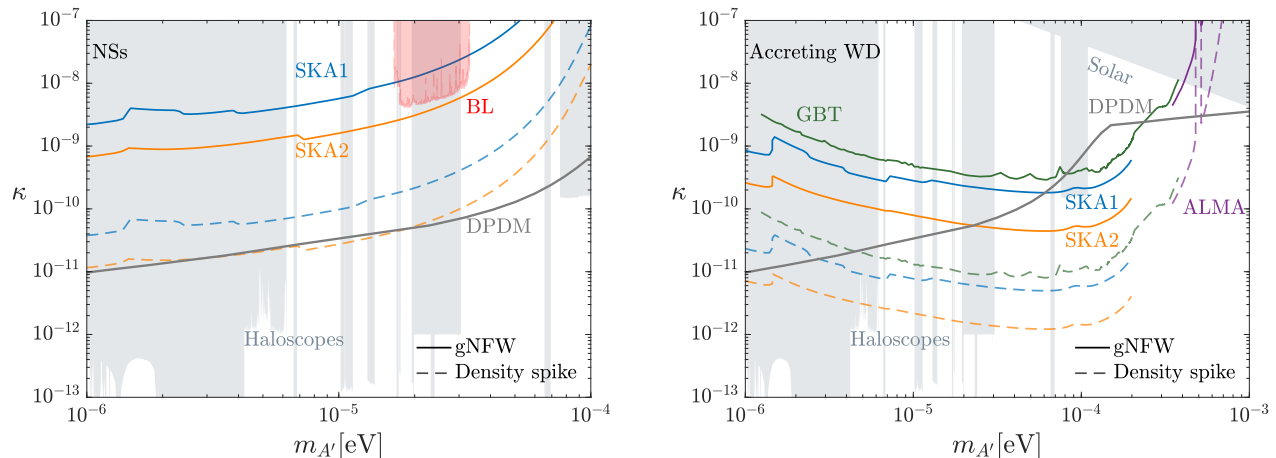 NSs
SKA1
BL
SKA2
DPDM
Haloscopes
gNFW
Density spike
κ
10⁻⁷
10⁻⁸
10⁻⁹
10⁻¹⁰
10⁻¹¹
10⁻¹²
10⁻¹³
10⁻⁶
10⁻⁵
10⁻⁴
m_{A′}[eV]
Accreting WD
Solar
DPDM
GBT
SKA1
ALMA
SKA2
Haloscopes
gNFW
Density spike
κ
10⁻⁷
10⁻⁸
10⁻⁹
10⁻¹⁰
10⁻¹¹
10⁻¹²
10⁻¹³
10⁻⁶
10⁻⁵
10⁻⁴
10⁻³
m_{A′}[eV]